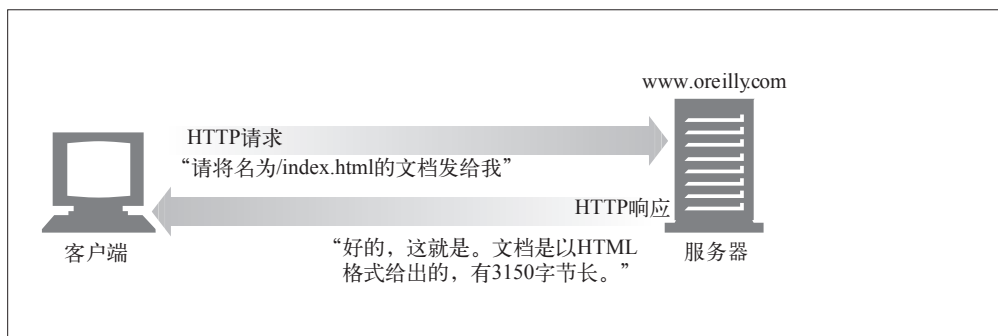 www.oreilly.com
HTTP请求
“请将名为/index.html的文档发给我”
HTTP响应
“好的，这就是。文档是以HTML
格式给出的，有3150字节长。”
客户端
服务器